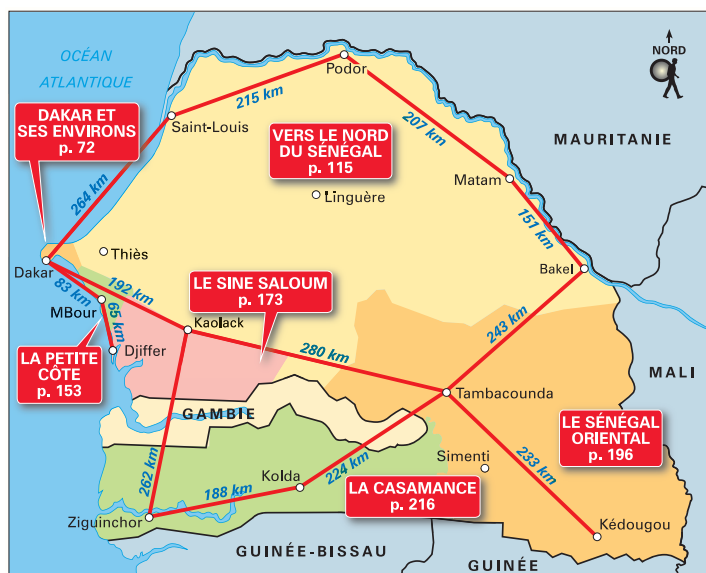 OCÉAN
ATLANTIQUE
NORD
Podor
215 km
DAKAR ET
SES ENVIRONS
p. 72
Saint-Louis
207 km
VERS LE NORD
DU SÉNÉGAL
p. 115
MAURITANIE
264 km
Matam
Linguère
151 km
Thiès
Dakar
Bakel
192 km
83 km
LE SINE SALOUM
p. 173
MBour
65 km
Kaolack
243 km
LA PETITE
CÔTE
p. 153
Djiffer
280 km
MALI
Tambacounda
GAMBIE
LE SÉNÉGAL
ORIENTAL
p. 196
Simenti
233 km
262 km
Kolda
224 km
188 km
LA CASAMANCE
p. 216
Ziguinchor
Kédougou
GUINÉE-BISSAU
GUINÉE